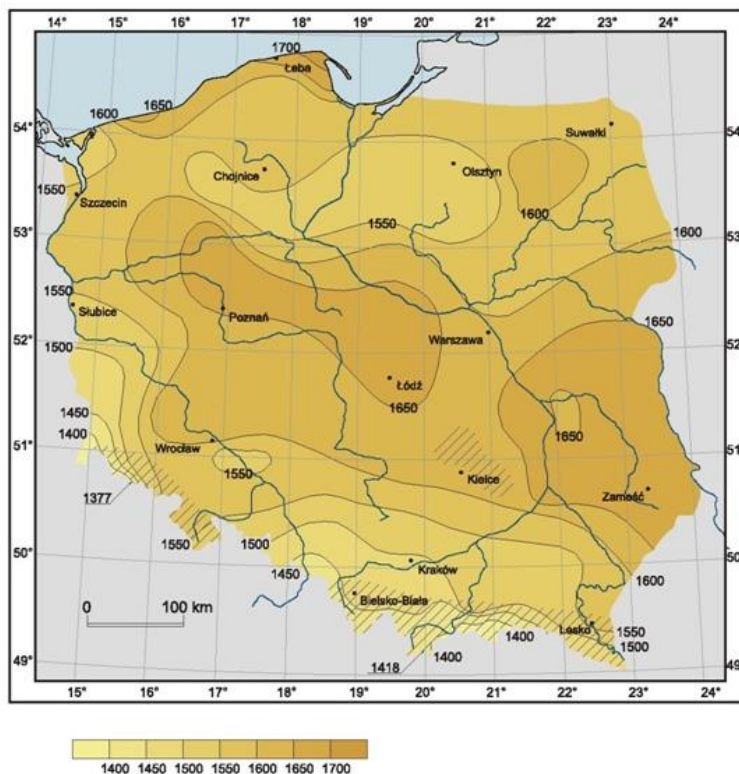 14° 15° 16° 17° 18° 19° 20° 21° 22° 23° 24°
1700
Łeba
1650
1600
54°
Suwałki
54
Chojnice
Olsztyn
1550
Szczecin
1550
1600
53°
1600
53
1550
Słubice
Poznań
1650
Warszawa
52°
52
1500
Łódź
1650
1450
1650
1400
51°
Wrocław
51
1550
Kielce
1377
Zamość
1550
1500
50°
50
1450
Kraków
1600
0 100 km
Bielsko-Biała
1400
Lesko
1550
1500
49°
1418
1400
49
15° 16° 17° 18° 19° 20° 21° 22° 23° 24°
1400 1450 1500 1550 1600 1650 1700